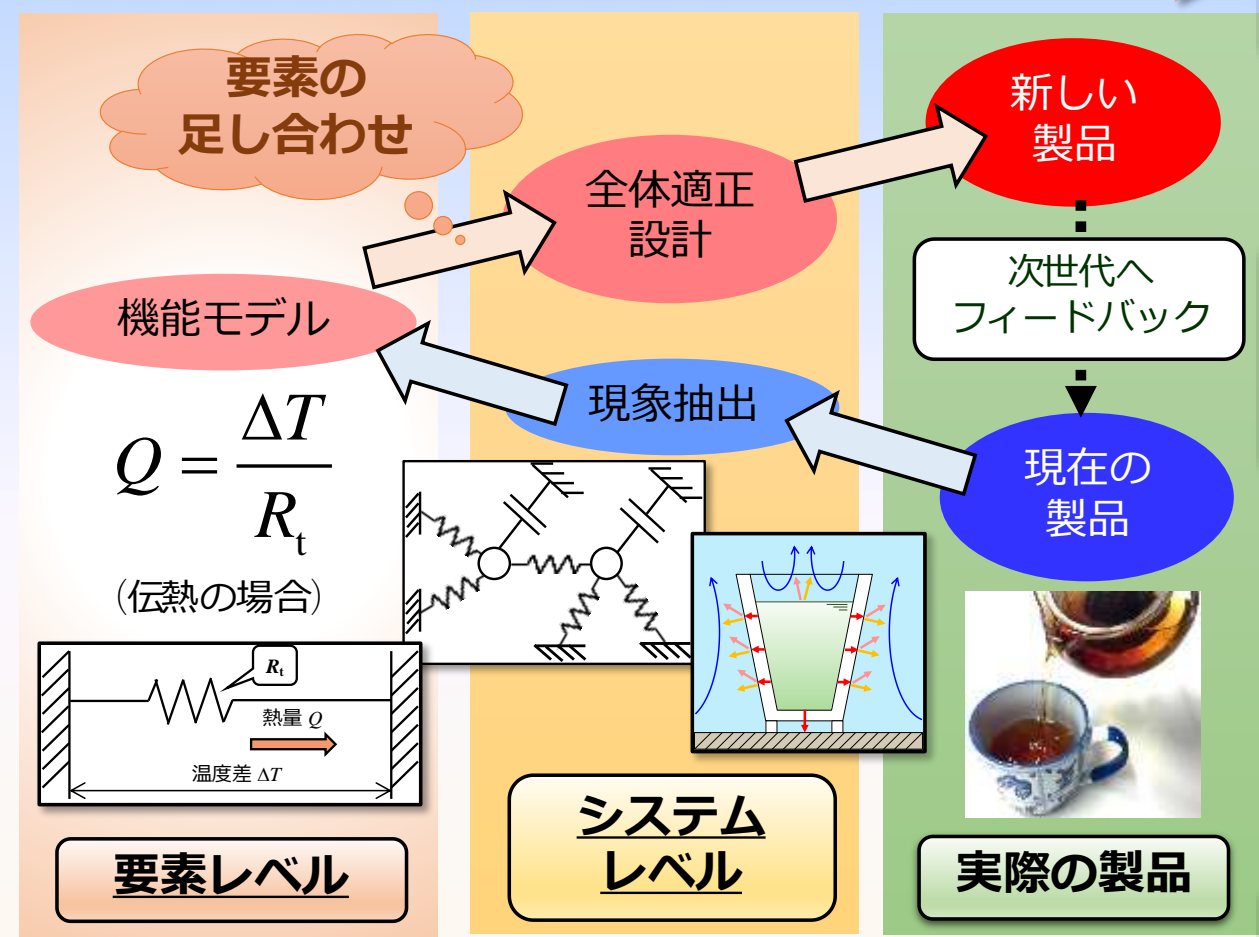 要素の
足し合わせ
新しい
製品
全体適正
設計
次世代へ
フィードバック
機能モデル
現象抽出
現在の
製品
Q = ΔT / R_t
(伝熱の場合)
R_t
熱量 Q
温度差 ΔT
要素レベル
システム
レベル
実際の製品